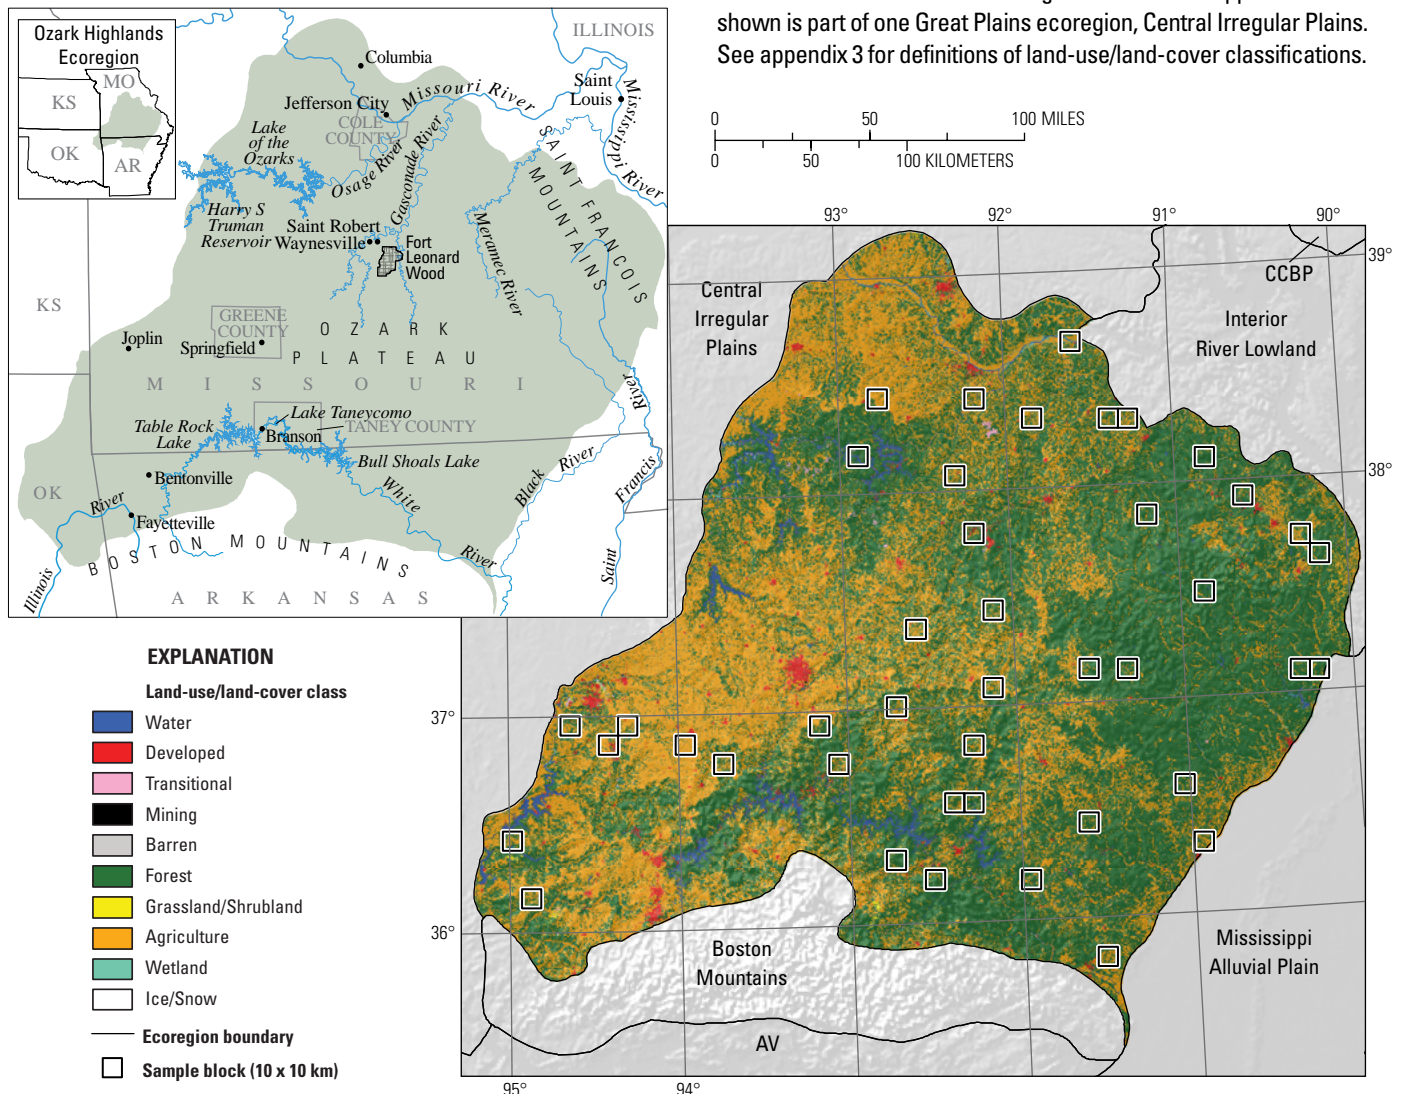 shown is part of one Great Plains ecoregion, Central Irregular Plains.
See appendix 3 for definitions of land-use/land-cover classifications.
0 50 100 MILES
0 50 100 KILOMETERS
Ozark Highlands
Ecoregion
MO
KS
OK
AR
ILLINOIS
Columbia
Saint
Louis
Mississippi River
Missouri River
Jefferson City
COLE
COUNTY
Lake
of the
Ozarks
Osage River
Gasconade River
SAINT FRANCOIS
MOUNTAINS
Harry S
Truman
Reservoir
Saint Robert
Waynesville
Fort
Leonard
Wood
Meramec River
KS
GREENE
COUNTY
Joplin
Springfield
OZARK
PLATEAU
MISSOURI
River
Lake Taneycomo
Table Rock
Lake
Branson
TANEY COUNTY
Bull Shoals Lake
Black River
Francis
Saint
White
River
OK
Bentonville
River
Fayetteville
BOSTON MOUNTAINS
Illinois
ARKANSAS
EXPLANATION
Land-use/land-cover class
Water
Developed
Transitional
Mining
Barren
Forest
Grassland/Shrubland
Agriculture
Wetland
Ice/Snow
Ecoregion boundary
Sample block (10 x 10 km)
93°
92°
91°
90°
39°
38°
37°
36°
95°
94°
CCBP
Central
Irregular
Plains
Interior
River Lowland
Boston
Mountains
Mississippi
Alluvial Plain
AV